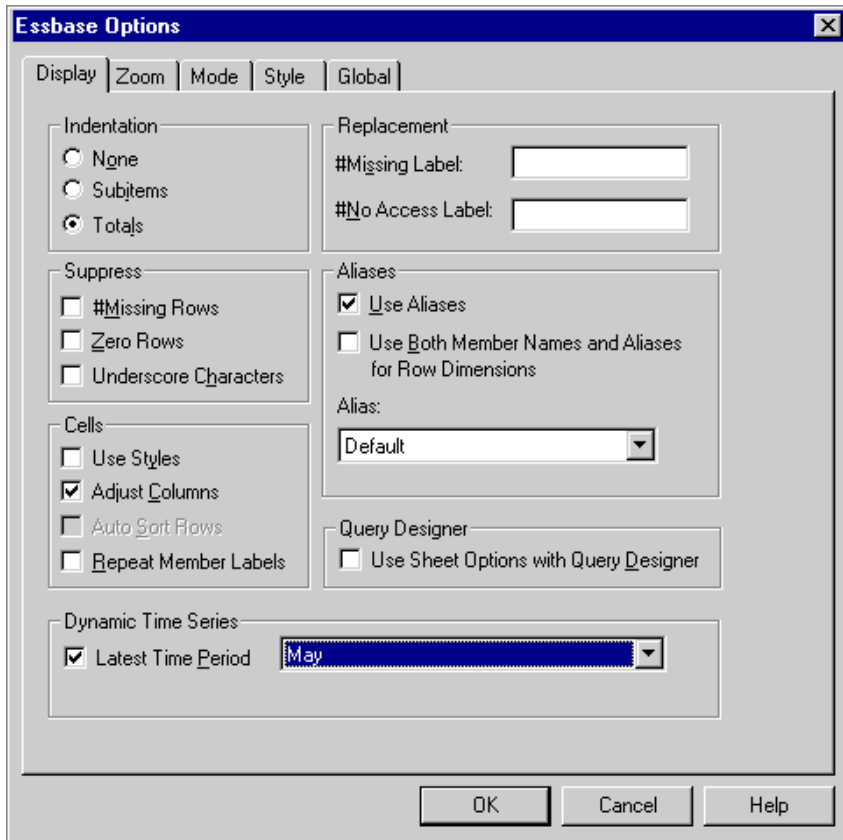 Essbase Options
Display Zoom Mode Style Global
Indentation
None
Subitems
Totals
Replacement
#Missing Label:
#No Access Label:
Suppress
#Missing Rows
Zero Rows
Underscore Characters
Aliases
Use Aliases
Use Both Member Names and Aliases
for Row Dimensions
Alias:
Default
Cells
Use Styles
Adjust Columns
Auto Sort Rows
Repeat Member Labels
Query Designer
Use Sheet Options with Query Designer
Dynamic Time Series
Latest Time Period May
OK Cancel Help